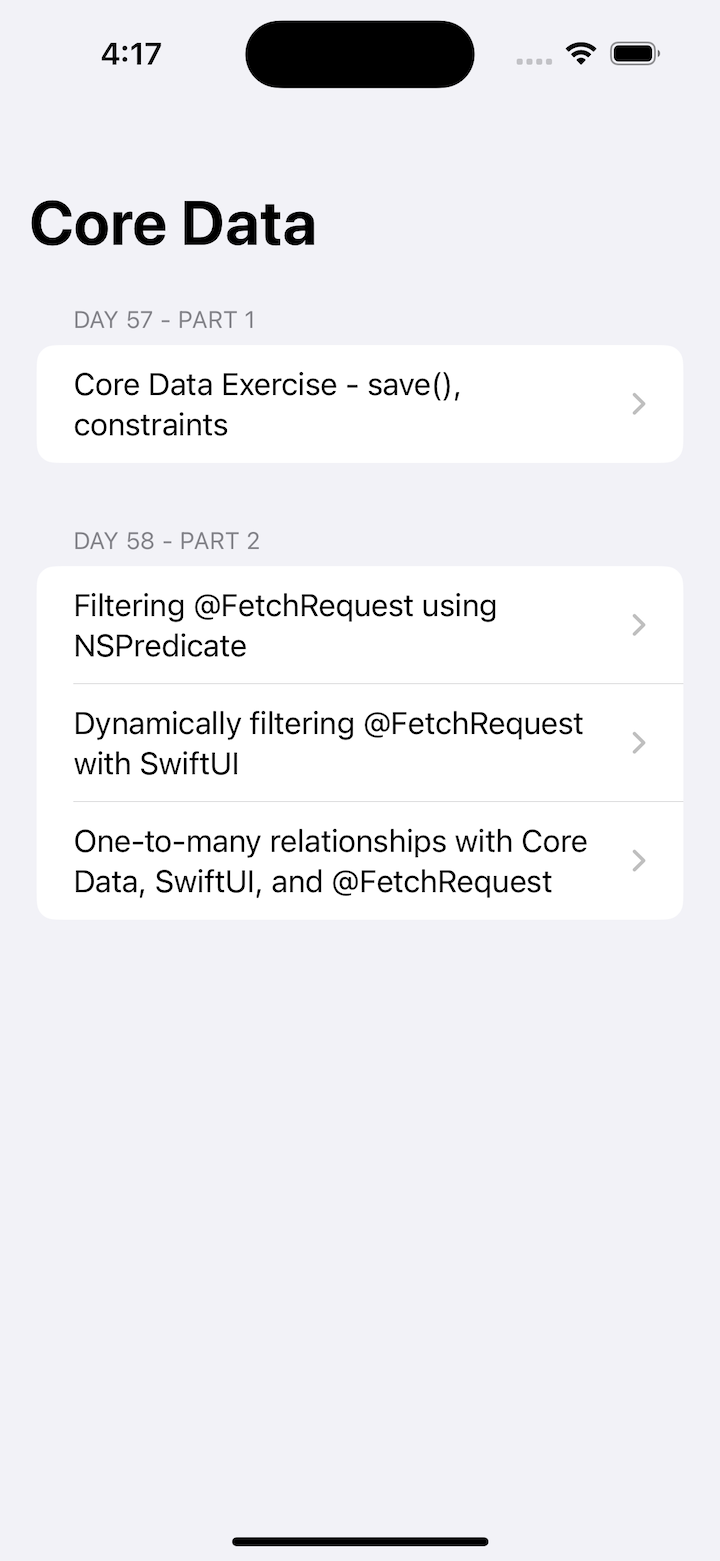 4:17
Core Data
DAY 57 - PART 1
Core Data Exercise - save(),
constraints
DAY 58 - PART 2
Filtering @FetchRequest using
NSPredicate
Dynamically filtering @FetchRequest
with SwiftUI
One-to-many relationships with Core
Data, SwiftUI, and @FetchRequest